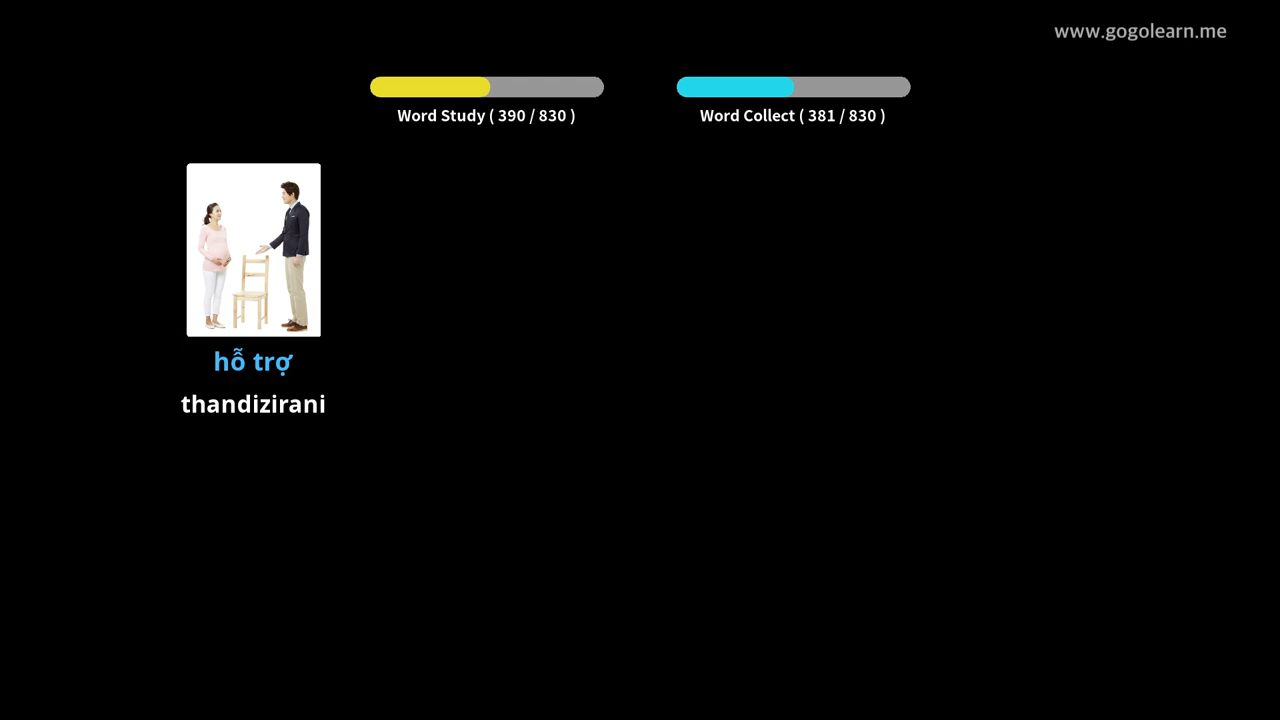 www.gogolearn.me
Word Study ( 390 / 830 )
Word Collect ( 381 / 830 )
hỗ trợ
thandizirani